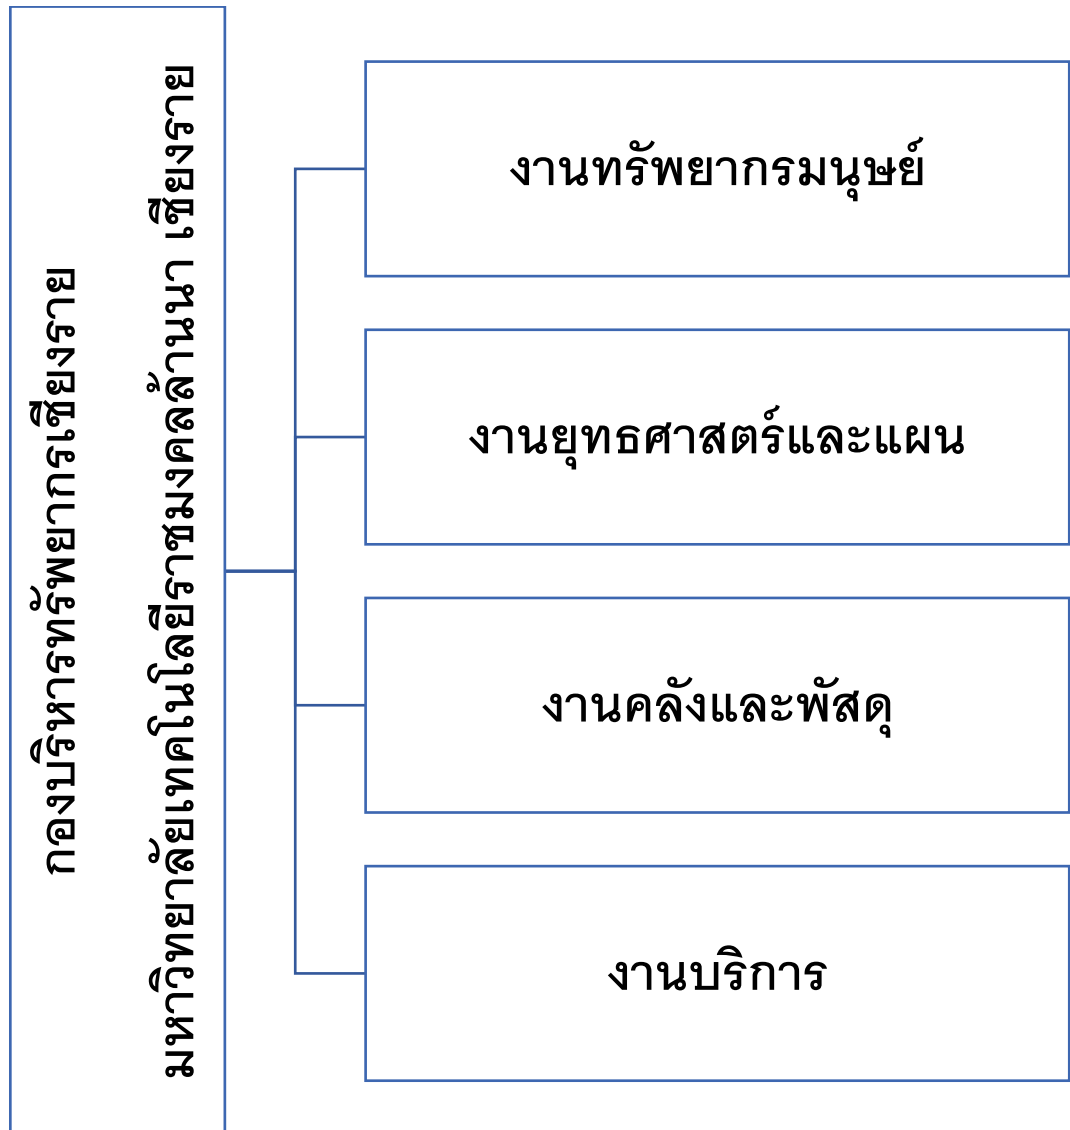 กองบริหารทรัพยากรเชียงราย
มหาวิทยาลัยเทคโนโลยีราชมงคลล้านนา เชียงราย
งานทรัพยากรมนุษย์
งานยุทธศาสตร์และแผน
งานคลังและพัสดุ
งานบริการ